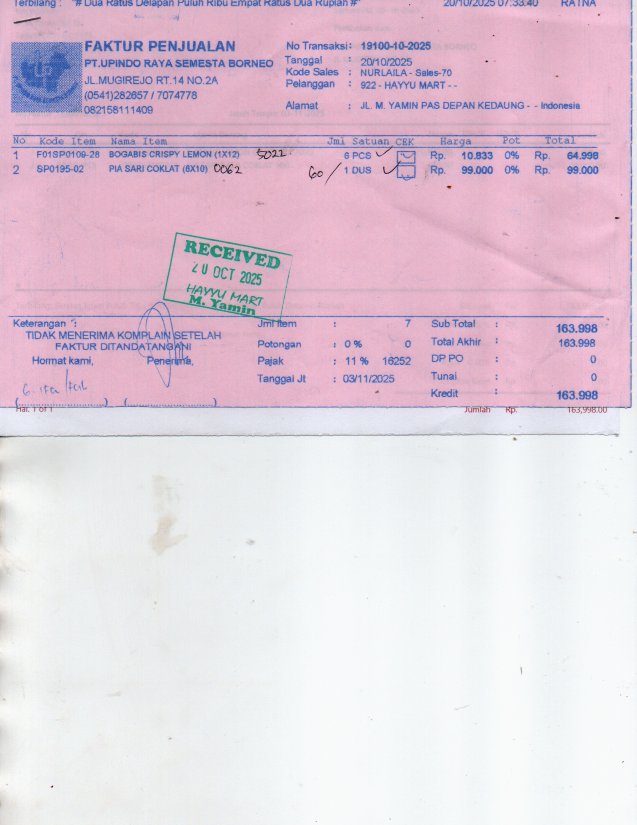 Terbilang : "# Dua Ratus Delapan Puluh Ribu Empat Ratus Dua Rupiah #" 20/10/2025 07:33:40 RATNA
FAKTUR PENJUALAN
PT.UPINDO RAYA SEMESTA BORNEO
JL.MUGIREJO RT.14 NO.2A
(0541)282657 / 7074778
082158111409
No Transaksi : 19100-10-2025
Tanggal : 20/10/2025
Kode Sales : NURLAILA - Sales-70
Pelanggan : 922 - HAYYU MART - -
Alamat : JL. M. YAMIN PAS DEPAN KEDAUNG - - Indonesia
No Kode Item Nama Item Jml Satuan CEK Harga Pot Total
1 F01SP0109-28 BOGABIS CRISPY LEMON (1X12) 5022 6 PCS Rp. 10.833 0% Rp. 64.998
2 SP0195-02 PIA SARI COKLAT (8X10) 0062 60/ 1 DUS Rp. 99.000 0% Rp. 99.000
RECEIVED
20 OCT 2025
HAYYU MART
M. Yamin
Keterangan :
TIDAK MENERIMA KOMPLAIN SETELAH
FAKTUR DITANDATANGANI
Hormat kami, Penerima,
(....................) (....................)
Jml Item : 7
Potongan : 0 % 0
Pajak : 11 % 16252
Tanggal Jt : 03/11/2025
Sub Total : 163.998
Total Akhir : 163.998
DP PO : 0
Tunai : 0
Kredit : 163.998
Hal. 1 of 1 Jumlah Rp. 163,998.00